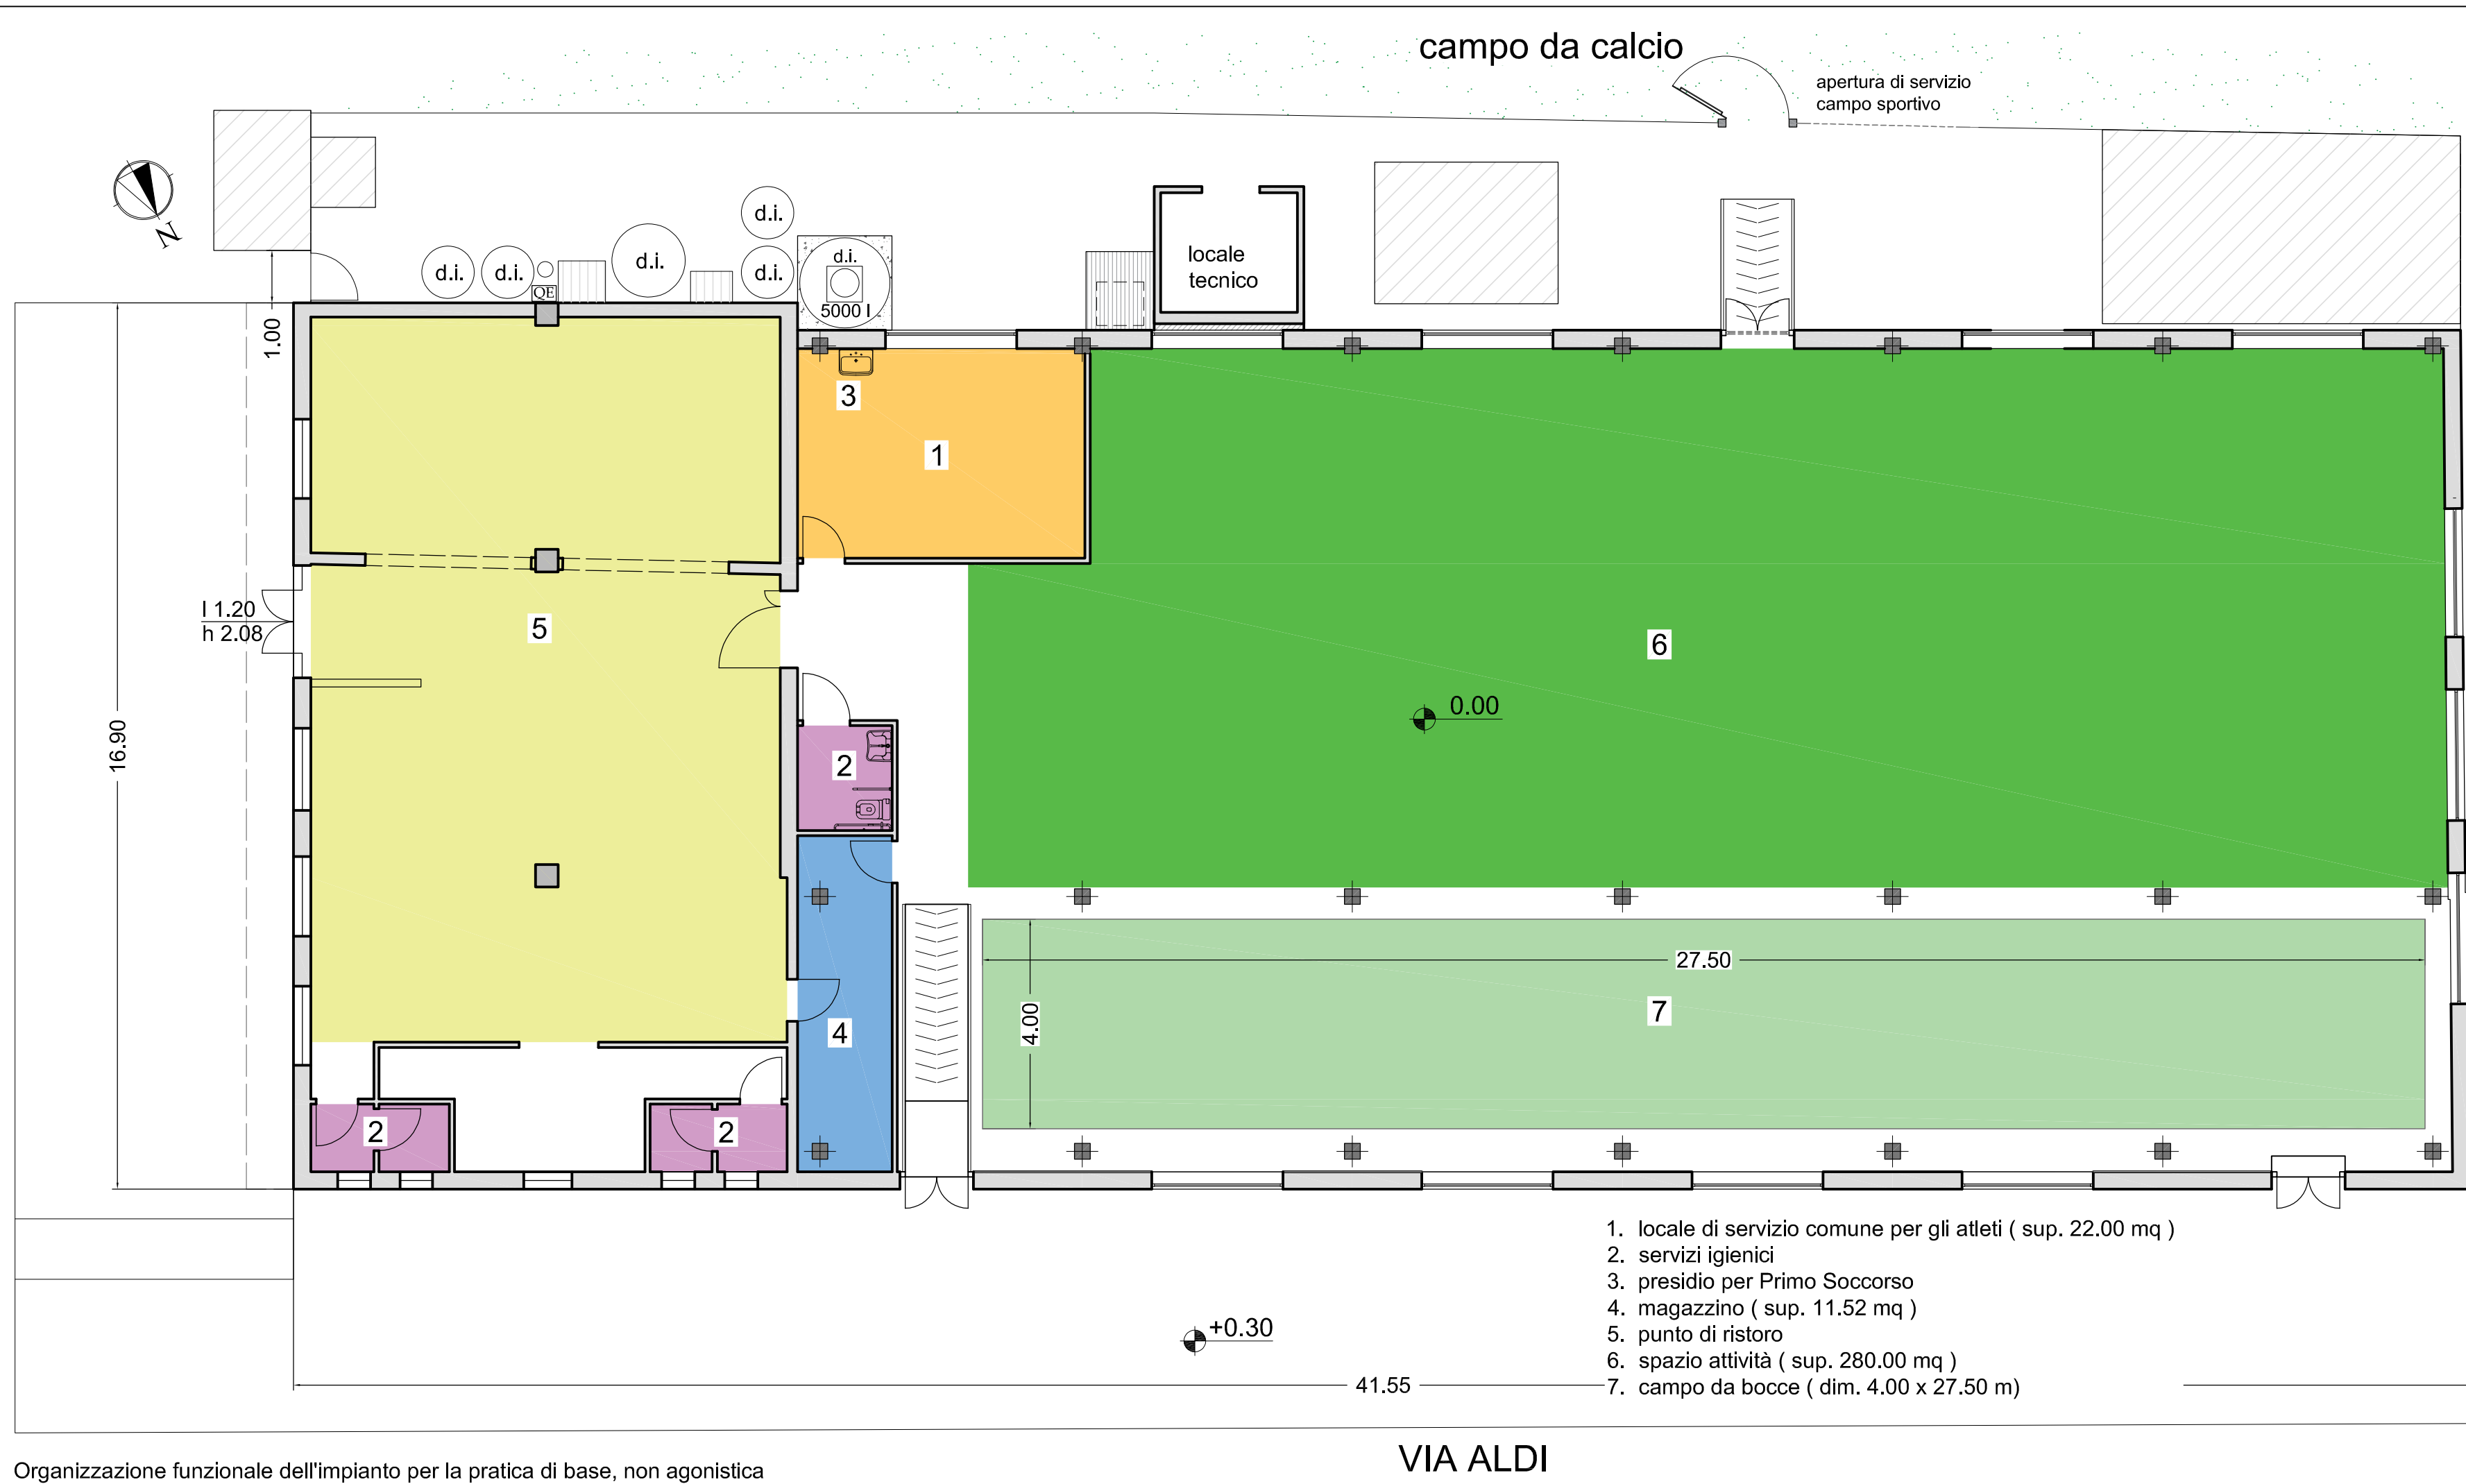 campo da calcio
apertura di servizio
campo sportivo
N
d.i.
d.i.
d.i.
d.i.
d.i.
d.i.
5000 l
QE
locale
tecnico
1.00
3
1
l 1.20
h 2.08
5
6
0.00
16.90
2
27.50
7
4.00
4
2
2
1. locale di servizio comune per gli atleti ( sup. 22.00 mq )
2. servizi igienici
3. presidio per Primo Soccorso
4. magazzino ( sup. 11.52 mq )
5. punto di ristoro
6. spazio attività ( sup. 280.00 mq )
7. campo da bocce ( dim. 4.00 x 27.50 m)
+0.30
41.55
VIA ALDI
Organizzazione funzionale dell'impianto per la pratica di base, non agonistica